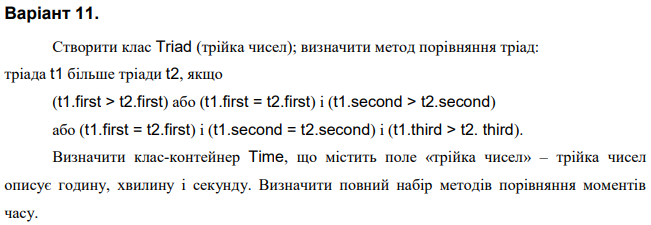 Варіант 11.
Створити клас Triad (трійка чисел); визначити метод порівняння тріад:
тріада t1 більше тріади t2, якщо
(t1.first > t2.first) або (t1.first = t2.first) і (t1.second > t2.second)
або (t1.first = t2.first) і (t1.second = t2.second) і (t1.third > t2. third).
Визначити клас-контейнер Time, що містить поле «трійка чисел» – трійка чисел
описує годину, хвилину і секунду. Визначити повний набір методів порівняння моментів
часу.